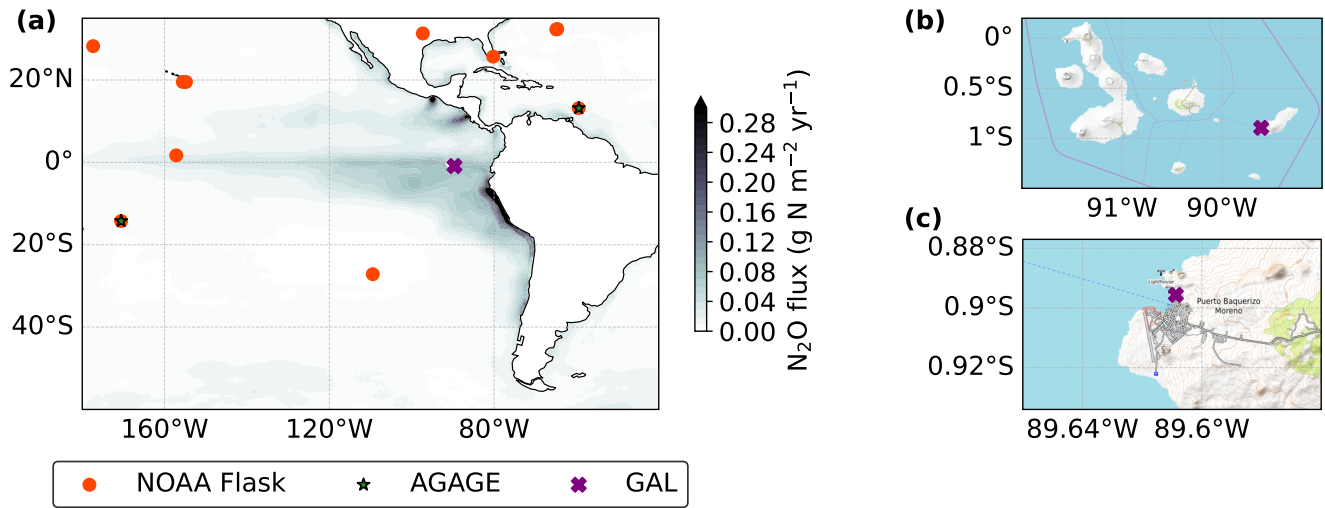 (a)
20°N
0°
20°S
40°S
160°W 120°W 80°W
0.28
0.24
0.20
0.16
0.12
0.08
0.04
0.00
N₂O flux (g N m⁻² yr⁻¹)
NOAA Flask AGAGE GAL
(b)
0°
0.5°S
1°S
91°W 90°W
(c)
0.88°S
0.9°S
0.92°S
Lighthouse
Puerto Baquerizo
Moreno
89.64°W 89.6°W